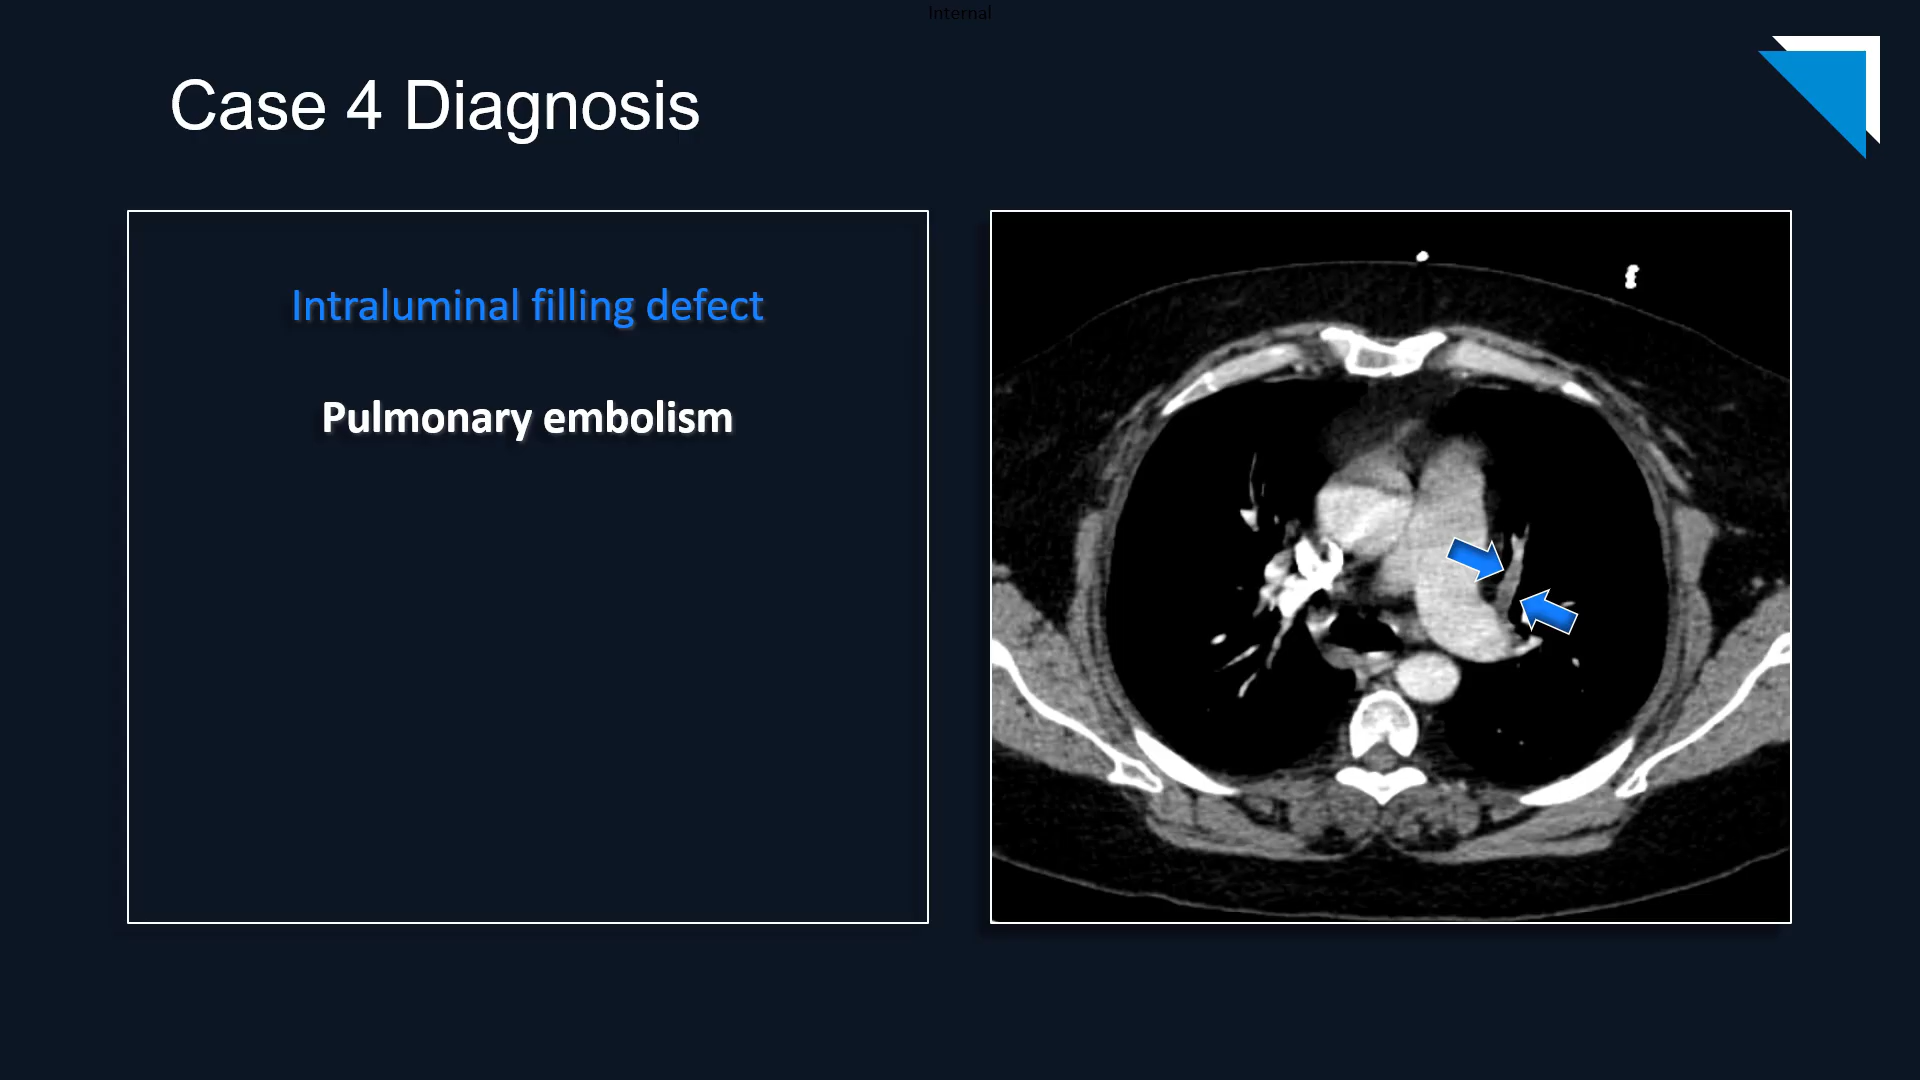 Internal
Case 4 Diagnosis
Intraluminal filling defect
Pulmonary embolism